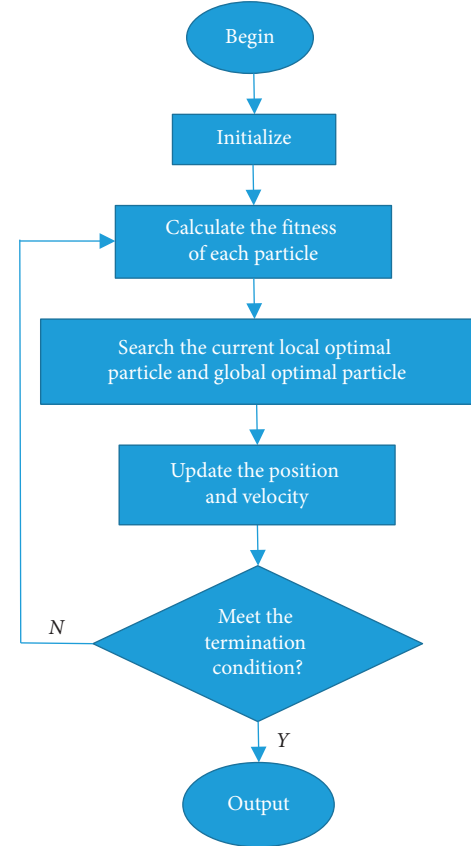 Begin
Initialize
Calculate the fitness
of each particle
Search the current local optimal
particle and global optimal particle
Update the position
and velocity
Meet the
termination
condition?
N
Y
Output